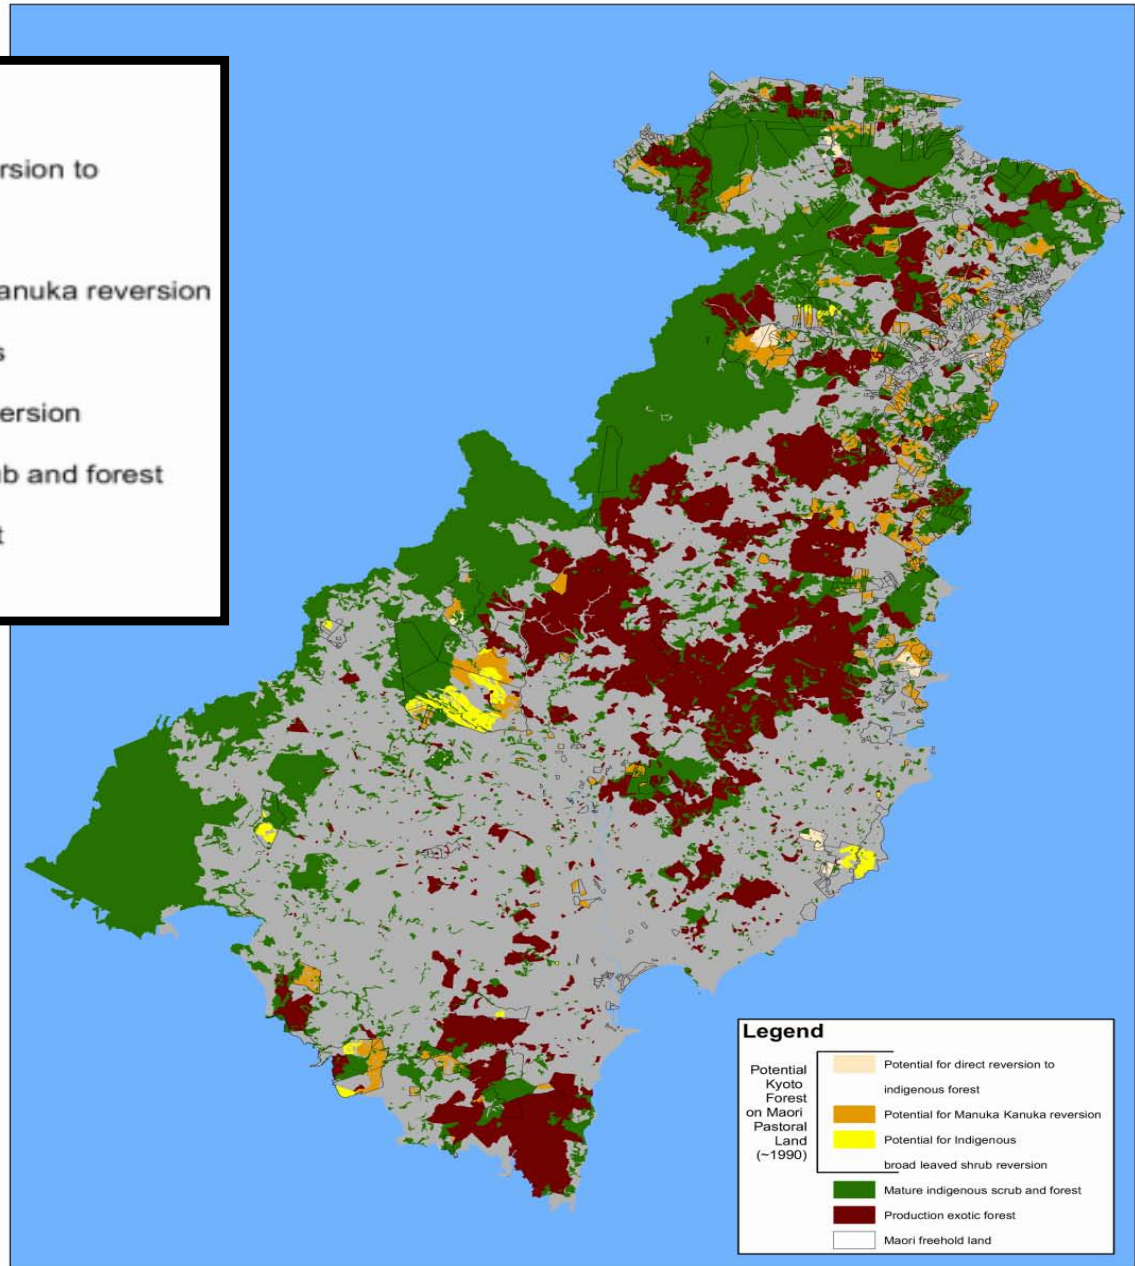 rsion to
anuka reversion
s
ersion
ub and forest
t
Legend
Potential
Kyoto
Forest
on Maori
Pastoral
Land
(~1990)
Potential for direct reversion to
indigenous forest
Potential for Manuka Kanuka reversion
Potential for Indigenous
broad leaved shrub reversion
Mature indigenous scrub and forest
Production exotic forest
Maori freehold land